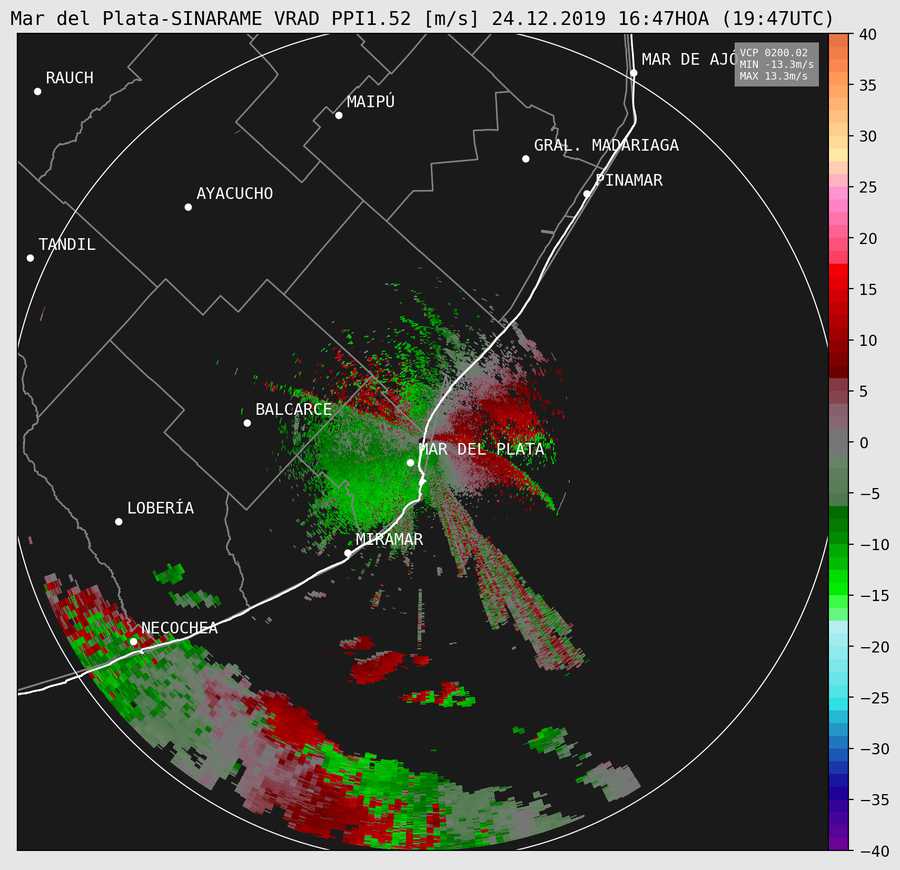 Mar del Plata-SINARAME VRAD PPI1.52 [m/s] 24.12.2019 16:47HOA (19:47UTC)
VCP 0200.02
MIN -13.3m/s
MAX 13.3m/s
MAR DE AJÓ
RAUCH
MAIPÚ
GRAL. MADARIAGA
PINAMAR
AYACUCHO
TANDIL
BALCARCE
MAR DEL PLATA
LOBERÍA
MIRAMAR
NECOCHEA
40
35
30
25
20
15
10
5
0
−5
−10
−15
−20
−25
−30
−35
−40